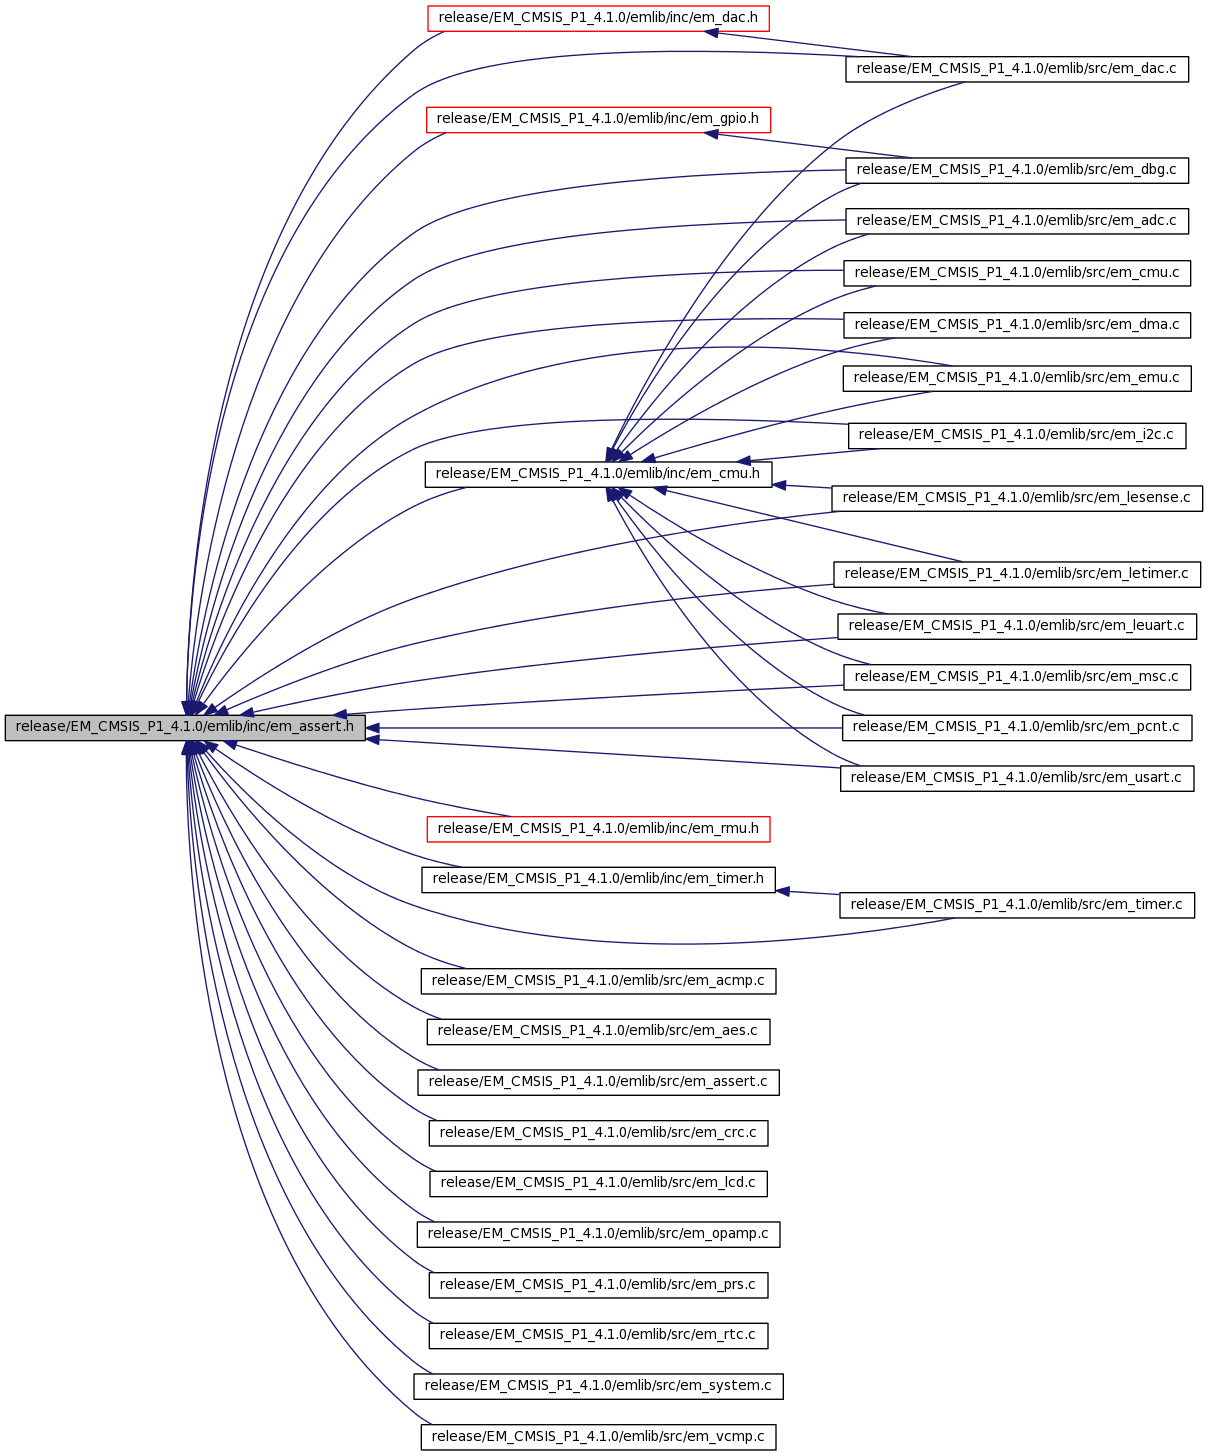 release/EM_CMSIS_P1_4.1.0/emlib/inc/em_dac.h
release/EM_CMSIS_P1_4.1.0/emlib/src/em_dac.c
release/EM_CMSIS_P1_4.1.0/emlib/inc/em_gpio.h
release/EM_CMSIS_P1_4.1.0/emlib/src/em_dbg.c
release/EM_CMSIS_P1_4.1.0/emlib/src/em_adc.c
release/EM_CMSIS_P1_4.1.0/emlib/src/em_cmu.c
release/EM_CMSIS_P1_4.1.0/emlib/src/em_dma.c
release/EM_CMSIS_P1_4.1.0/emlib/src/em_emu.c
release/EM_CMSIS_P1_4.1.0/emlib/src/em_i2c.c
release/EM_CMSIS_P1_4.1.0/emlib/inc/em_cmu.h
release/EM_CMSIS_P1_4.1.0/emlib/src/em_lesense.c
release/EM_CMSIS_P1_4.1.0/emlib/src/em_letimer.c
release/EM_CMSIS_P1_4.1.0/emlib/src/em_leuart.c
release/EM_CMSIS_P1_4.1.0/emlib/src/em_msc.c
release/EM_CMSIS_P1_4.1.0/emlib/inc/em_assert.h
release/EM_CMSIS_P1_4.1.0/emlib/src/em_pcnt.c
release/EM_CMSIS_P1_4.1.0/emlib/src/em_usart.c
release/EM_CMSIS_P1_4.1.0/emlib/inc/em_rmu.h
release/EM_CMSIS_P1_4.1.0/emlib/inc/em_timer.h
release/EM_CMSIS_P1_4.1.0/emlib/src/em_timer.c
release/EM_CMSIS_P1_4.1.0/emlib/src/em_acmp.c
release/EM_CMSIS_P1_4.1.0/emlib/src/em_aes.c
release/EM_CMSIS_P1_4.1.0/emlib/src/em_assert.c
release/EM_CMSIS_P1_4.1.0/emlib/src/em_crc.c
release/EM_CMSIS_P1_4.1.0/emlib/src/em_lcd.c
release/EM_CMSIS_P1_4.1.0/emlib/src/em_opamp.c
release/EM_CMSIS_P1_4.1.0/emlib/src/em_prs.c
release/EM_CMSIS_P1_4.1.0/emlib/src/em_rtc.c
release/EM_CMSIS_P1_4.1.0/emlib/src/em_system.c
release/EM_CMSIS_P1_4.1.0/emlib/src/em_vcmp.c